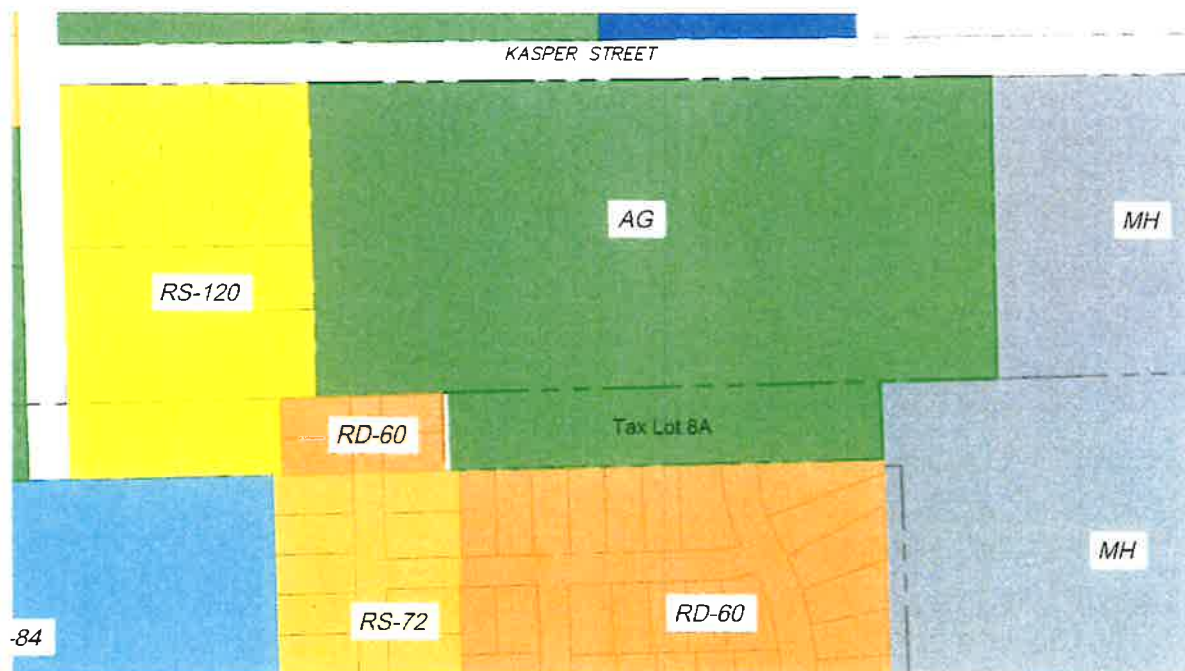 KASPER STREET
AG
MH
RS-120
RD-60
Tax Lot 8A
MH
RS-72
RD-60
-84